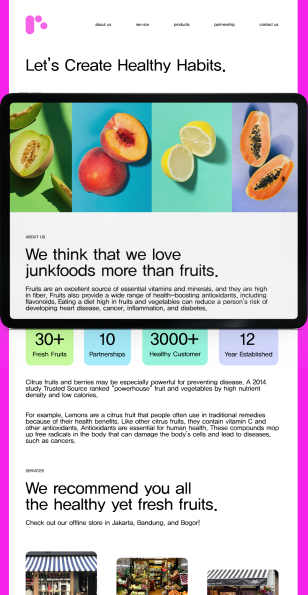 about us
service
products
partnership
contact us
Let's Create Healthy Habits.
ABOUT US
We think that we love
junkfoods more than fruits.
Fruits are an excellent source of essential vitamins and minerals, and they are high
in fiber. Fruits also provide a wide range of health-boosting antioxidants, including
flavonoids. Eating a diet high in fruits and vegetables can reduce a person's risk of
developing heart disease, cancer, inflammation, and diabetes.
30+
Fresh Fruits
10
Partnerships
3000+
Healthy Customer
12
Year Established
Citrus fruits and berries may be especially powerful for preventing disease. A 2014
study Trusted Source ranked "powerhouse" fruit and vegetables by high nutrient
density and low calories.
For example, Lemons are a citrus fruit that people often use in traditional remedies
because of their health benefits. Like other citrus fruits, they contain vitamin C and
other antioxidants. Antioxidants are essential for human health. These compounds mop
up free radicals in the body that can damage the body's cells and lead to diseases,
such as cancers.
SERVICES
We recommend you all
the healthy yet fresh fruits.
Check out our offline store in Jakarta, Bandung, and Bogor!